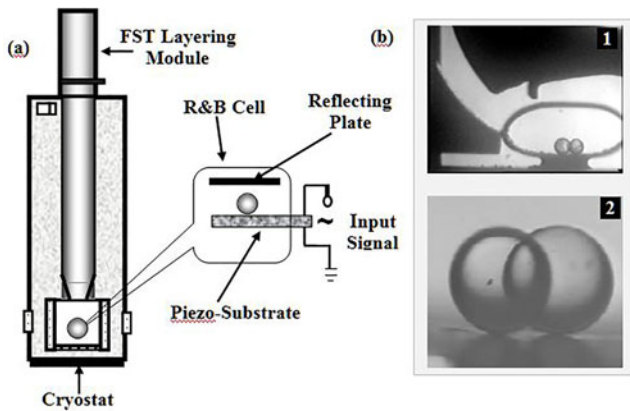 (a)
FST Layering
Module
R&B Cell
Reflecting
Plate
~
Input
Signal
Piezo-Substrate
Cryostat
(b)
1
2